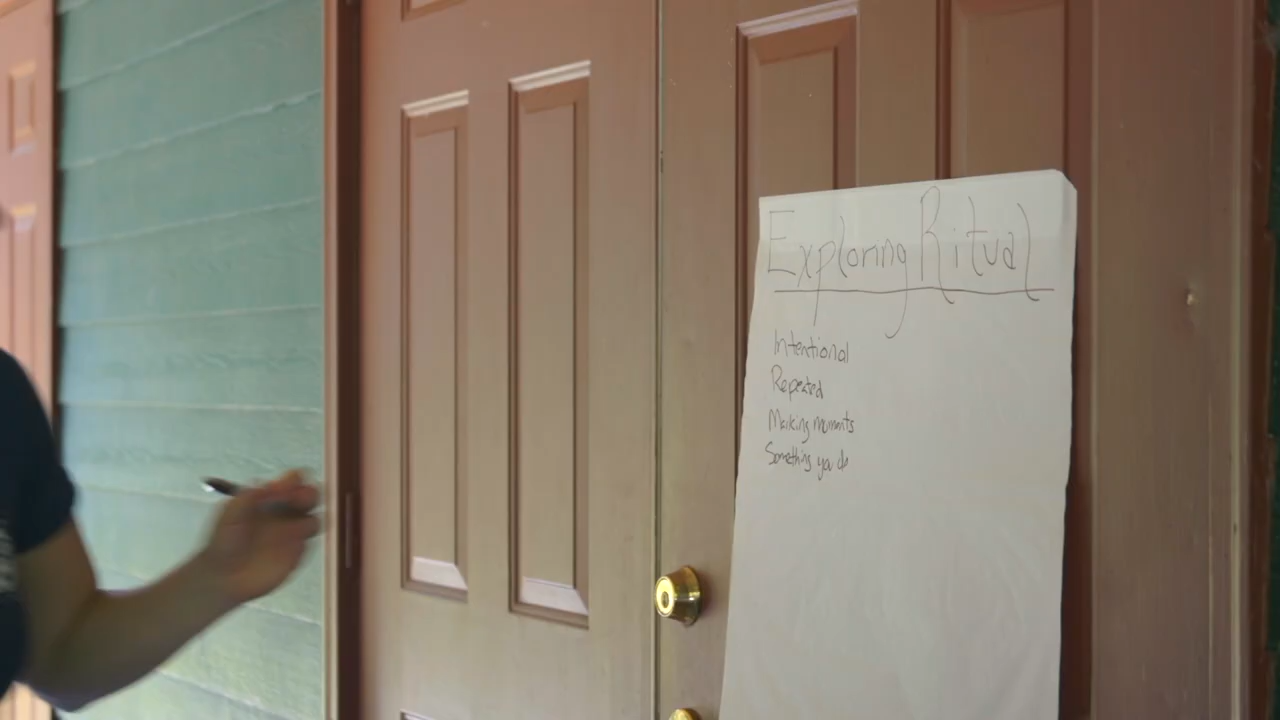 Exploring Ritual
Intentional
Repeated
Making moments
Something you do